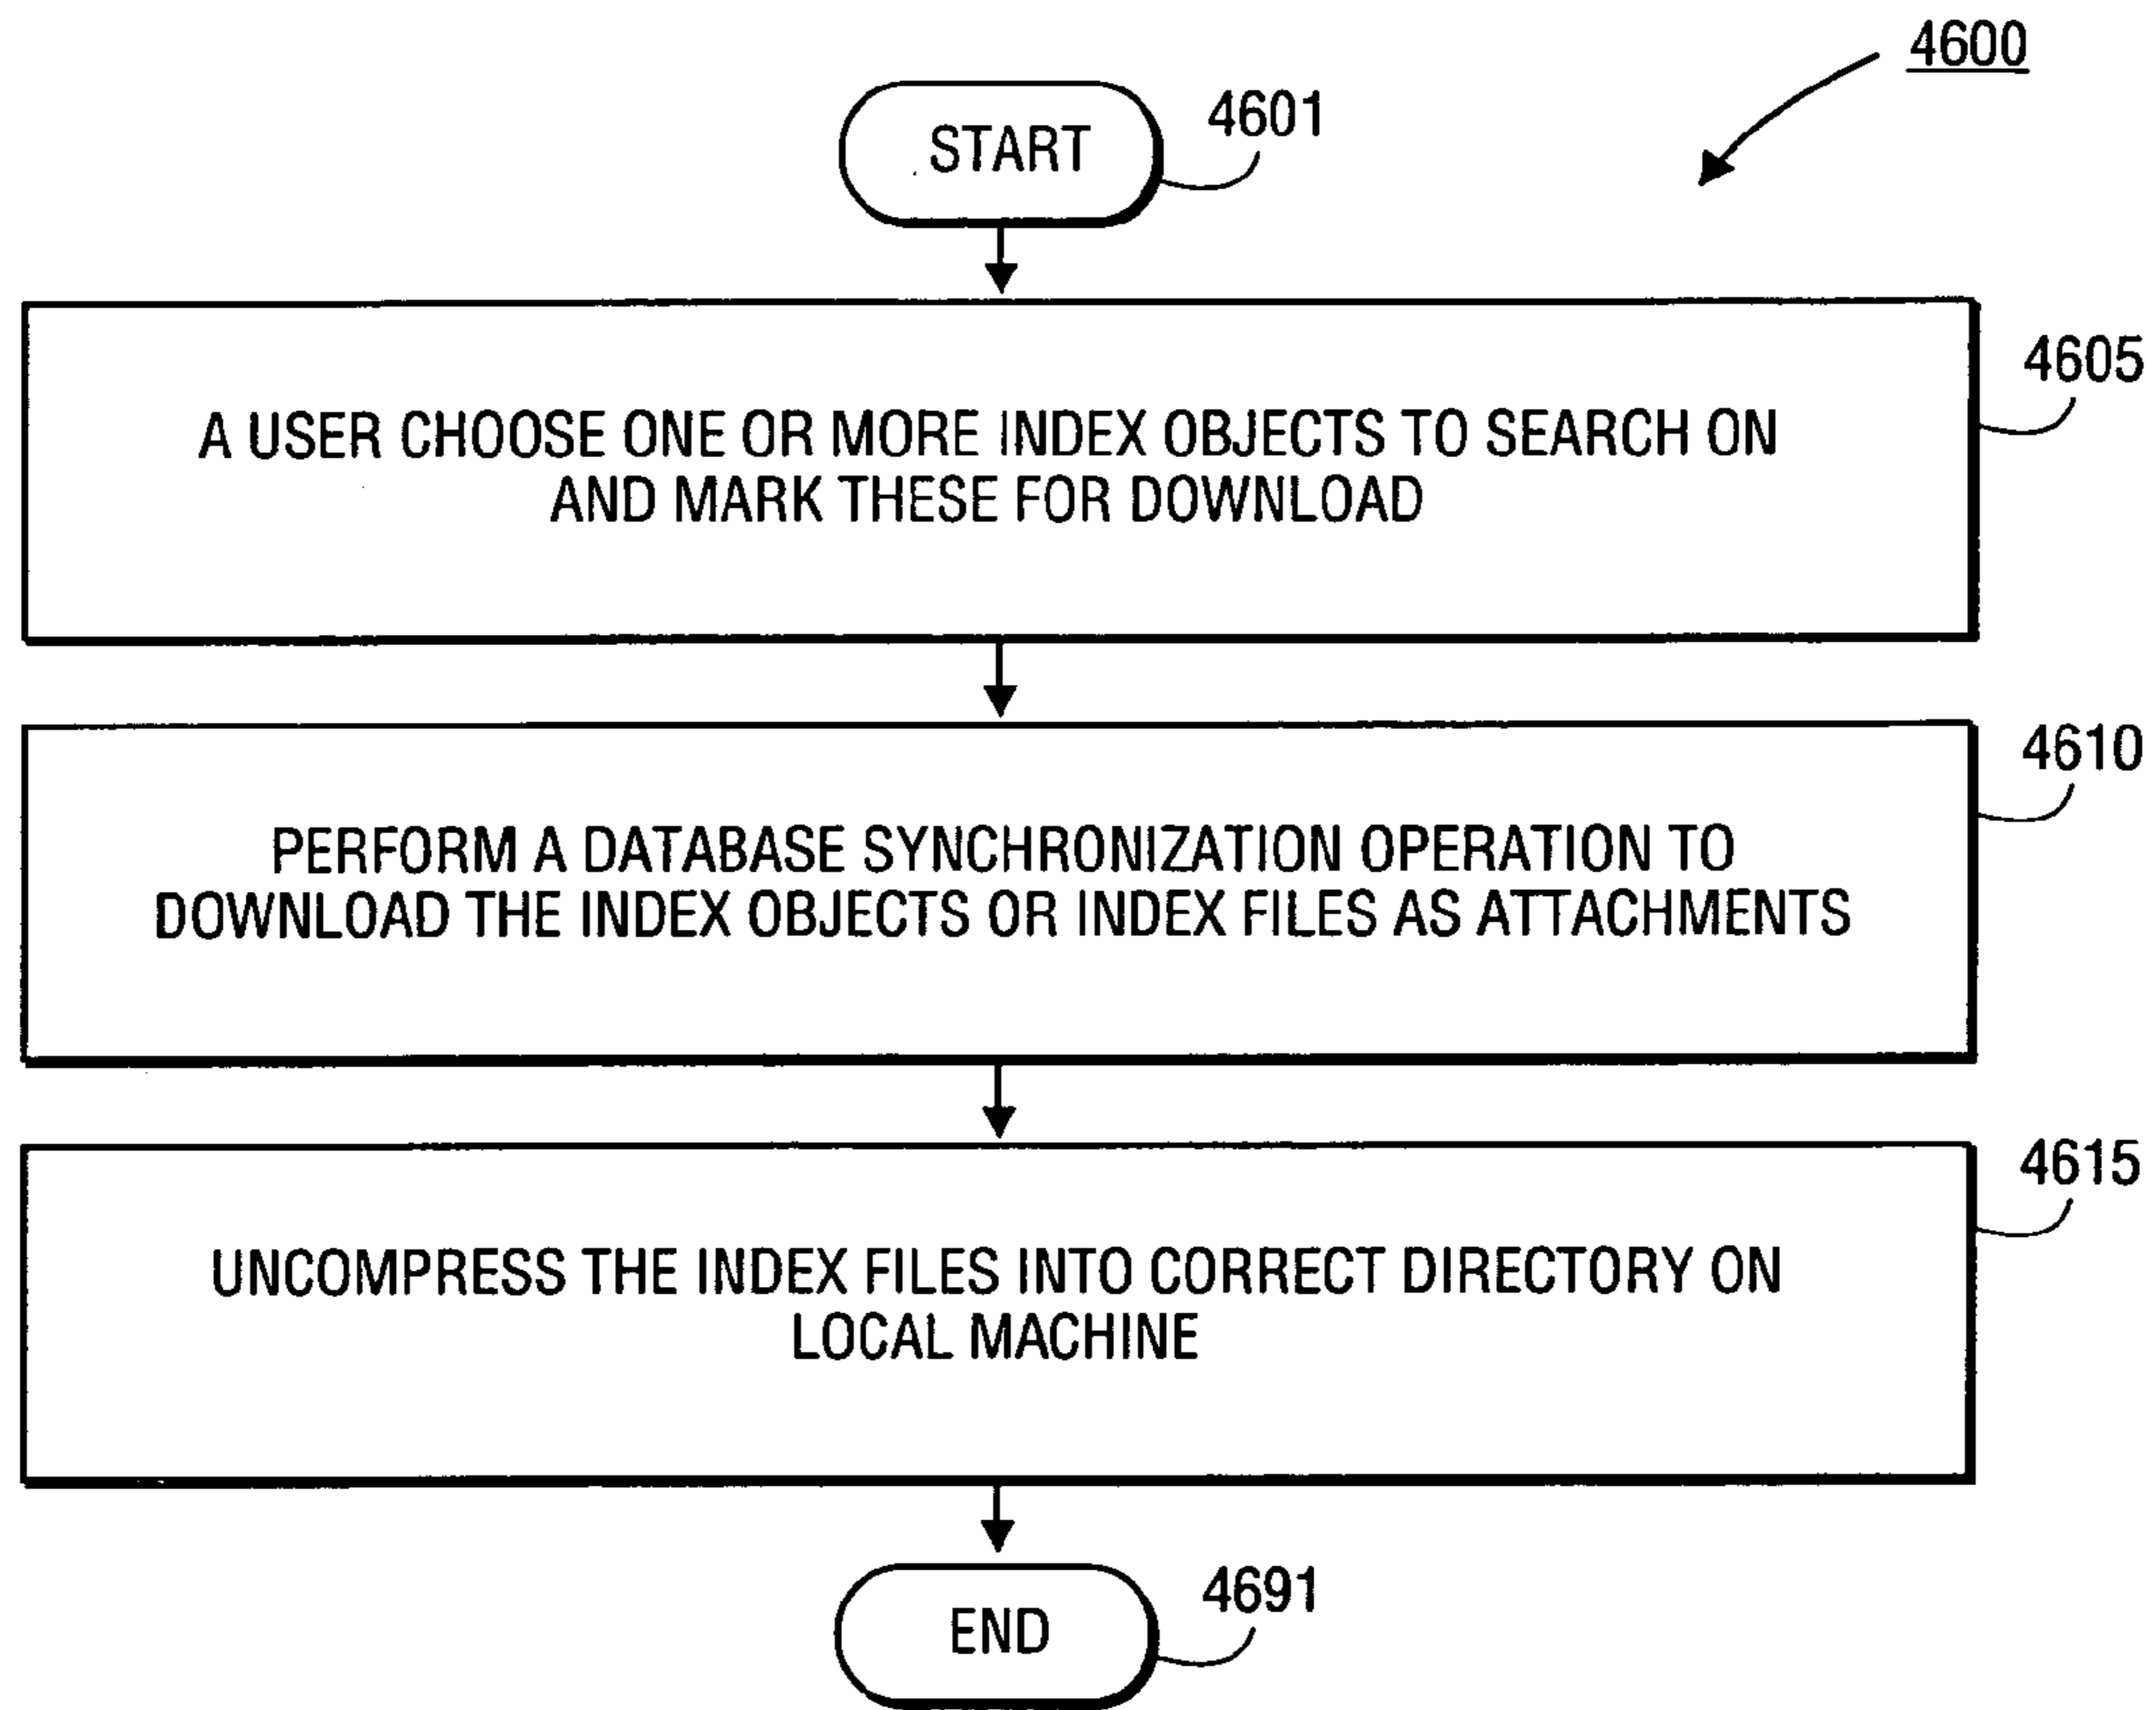 4600
START
4601
A USER CHOOSE ONE OR MORE INDEX OBJECTS TO SEARCH ON
AND MARK THESE FOR DOWNLOAD
4605
PERFORM A DATABASE SYNCHRONIZATION OPERATION TO
DOWNLOAD THE INDEX OBJECTS OR INDEX FILES AS ATTACHMENTS
4610
UNCOMPRESS THE INDEX FILES INTO CORRECT DIRECTORY ON
LOCAL MACHINE
4615
END
4691